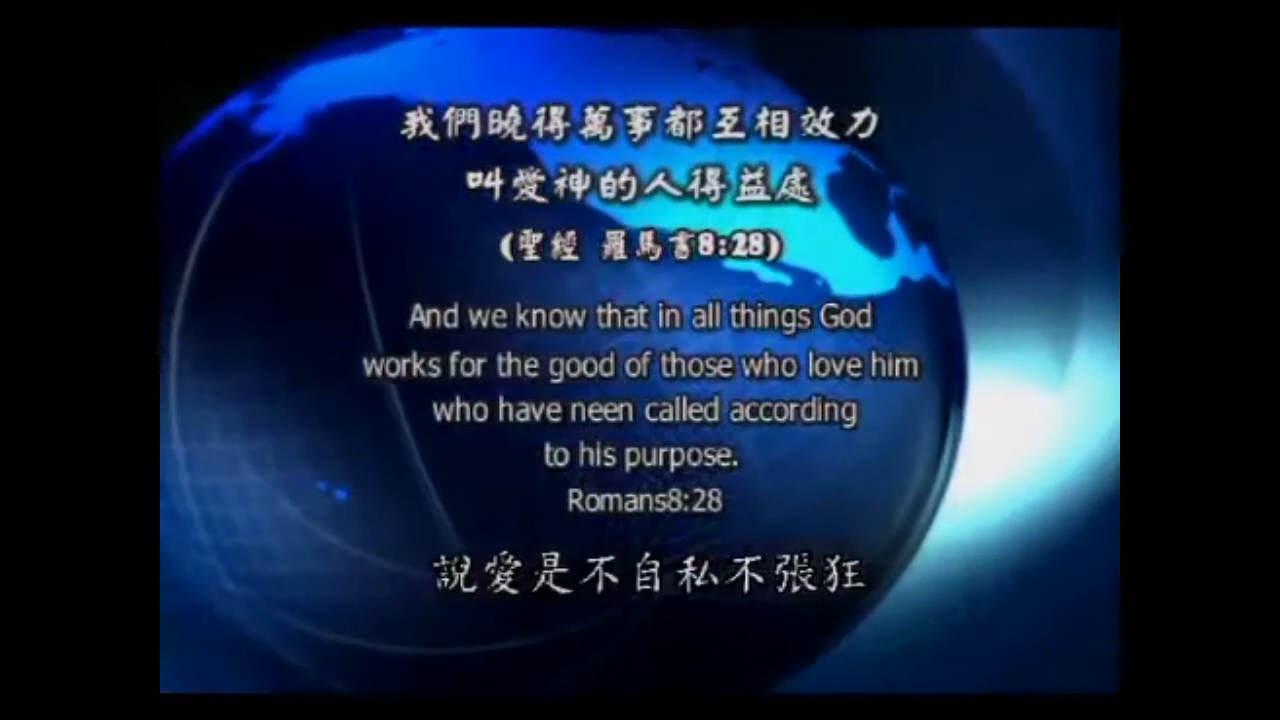 我們曉得萬事都互相效力
叫愛神的人得益處
(聖經 羅馬書8:28)
And we know that in all things God
works for the good of those who love him
who have neen called according
to his purpose.
Romans8:28
說愛是不自私不張狂